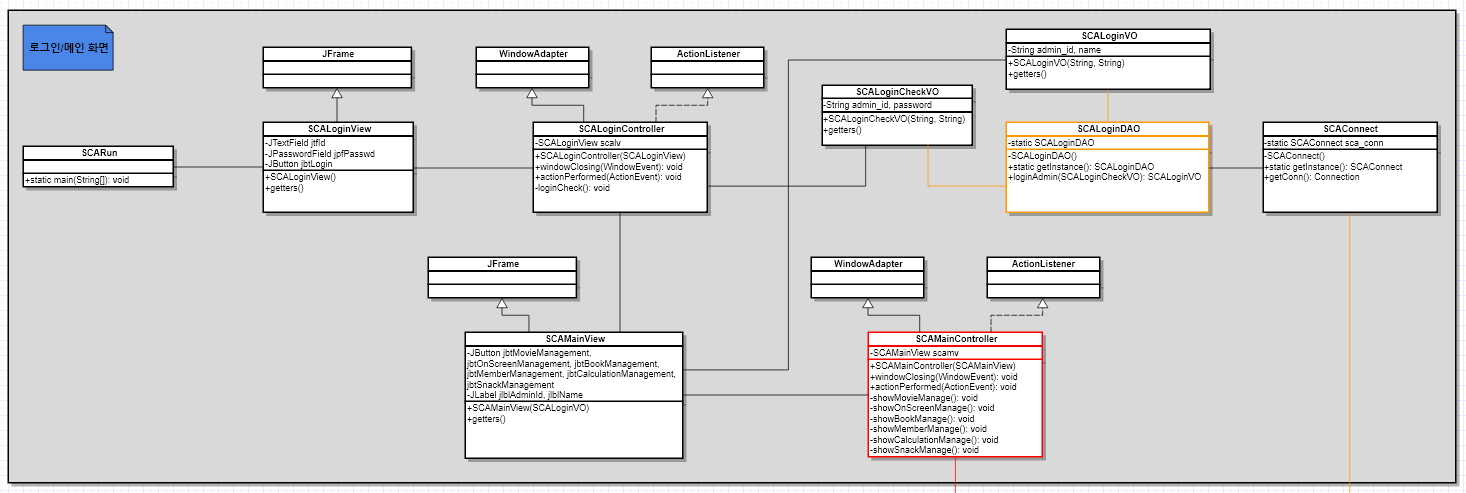 로그인/메인 화면
JFrame
WindowAdapter
ActionListener
SCALoginVO
-String admin_id, name
+SCALoginVO(String, String)
+getters()
SCALoginCheckVO
-String admin_id, password
+SCALoginCheckVO(String, String)
+getters()
SCARun
+static main(String[]): void
SCALoginView
-JTextField jtfId
-JPasswordField jpfPasswd
-JButton jbtLogin
+SCALoginView()
+getters()
SCALoginController
-SCALoginView scalv
+SCALoginController(SCALoginView)
+windowClosing(WindowEvent): void
+actionPerformed(ActionEvent): void
-loginCheck(): void
SCALoginDAO
-static SCALoginDAO
-SCALoginDAO()
+static getInstance(): SCALoginDAO
+loginAdmin(SCALoginCheckVO): SCALoginVO
SCAConnect
-static SCAConnect sca_conn
-SCAConnect()
+static getInstance(): SCAConnect
+getConn(): Connection
JFrame
WindowAdapter
ActionListener
SCAMainView
-JButton jbtMovieManagement,
jbtOnScreenManagement, jbtBookManagement,
jbtMemberManagement, jbtCalculationManagement,
jbtSnackManagement
-JLabel jlblAdminId, jlblName
+SCAMainView(SCALoginVO)
+getters()
SCAMainController
-SCAMainView scamv
+SCAMainController(SCAMainView)
+windowClosing(WindowEvent): void
+actionPerformed(ActionEvent): void
-showMovieManage(): void
-showOnScreenManage(): void
-showBookManage(): void
-showMemberManage(): void
-showCalculationManage(): void
-showSnackManage(): void